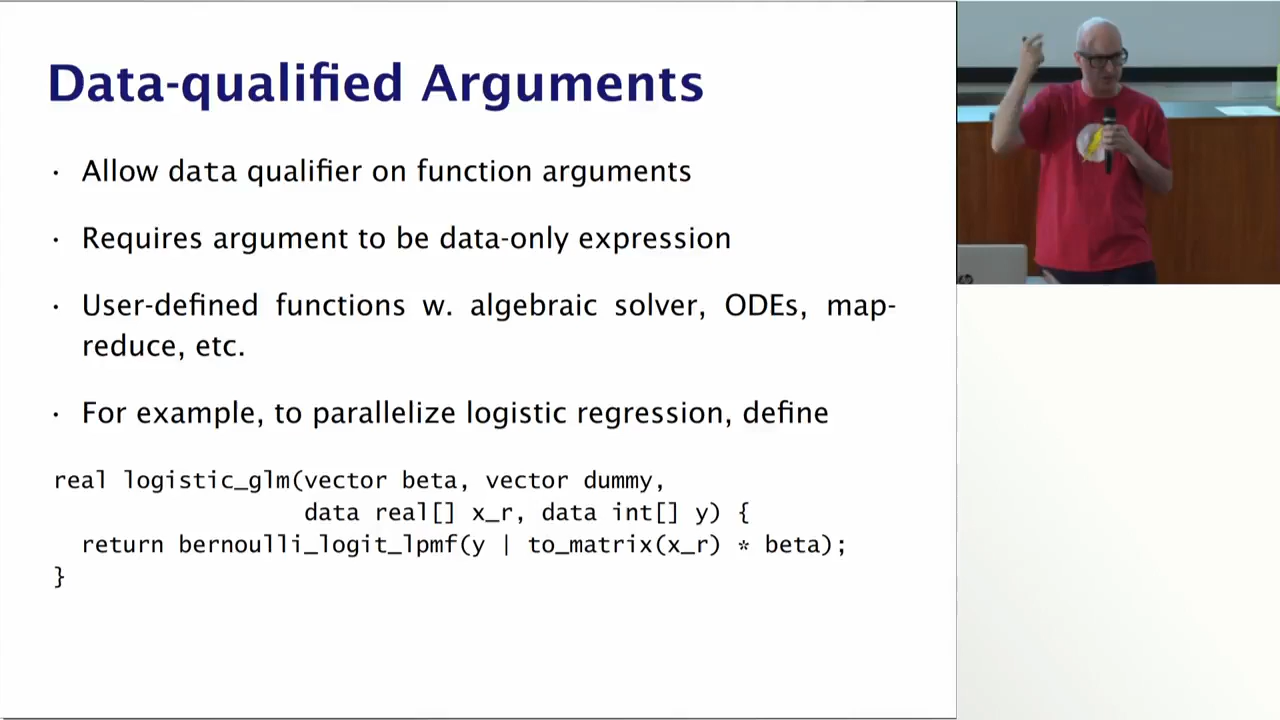 Data-qualified Arguments
· Allow data qualifier on function arguments
· Requires argument to be data-only expression
· User-defined functions w. algebraic solver, ODEs, map-
reduce, etc.
· For example, to parallelize logistic regression, define
real logistic_glm(vector beta, vector dummy,
data real[] x_r, data int[] y) {
return bernoulli_logit_lpmf(y | to_matrix(x_r) * beta);
}